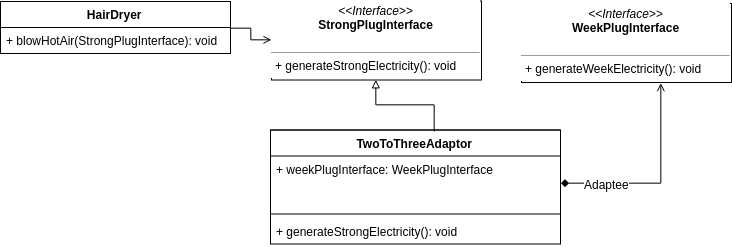 HairDryer
+ blowHotAir(StrongPlugInterface): void
<<Interface>>
StrongPlugInterface
+ generateStrongElectricity(): void
<<Interface>>
WeekPlugInterface
+ generateWeekElectricity(): void
TwoToThreeAdaptor
+ weekPlugInterface: WeekPlugInterface
+ generateStrongElectricity(): void
Adaptee